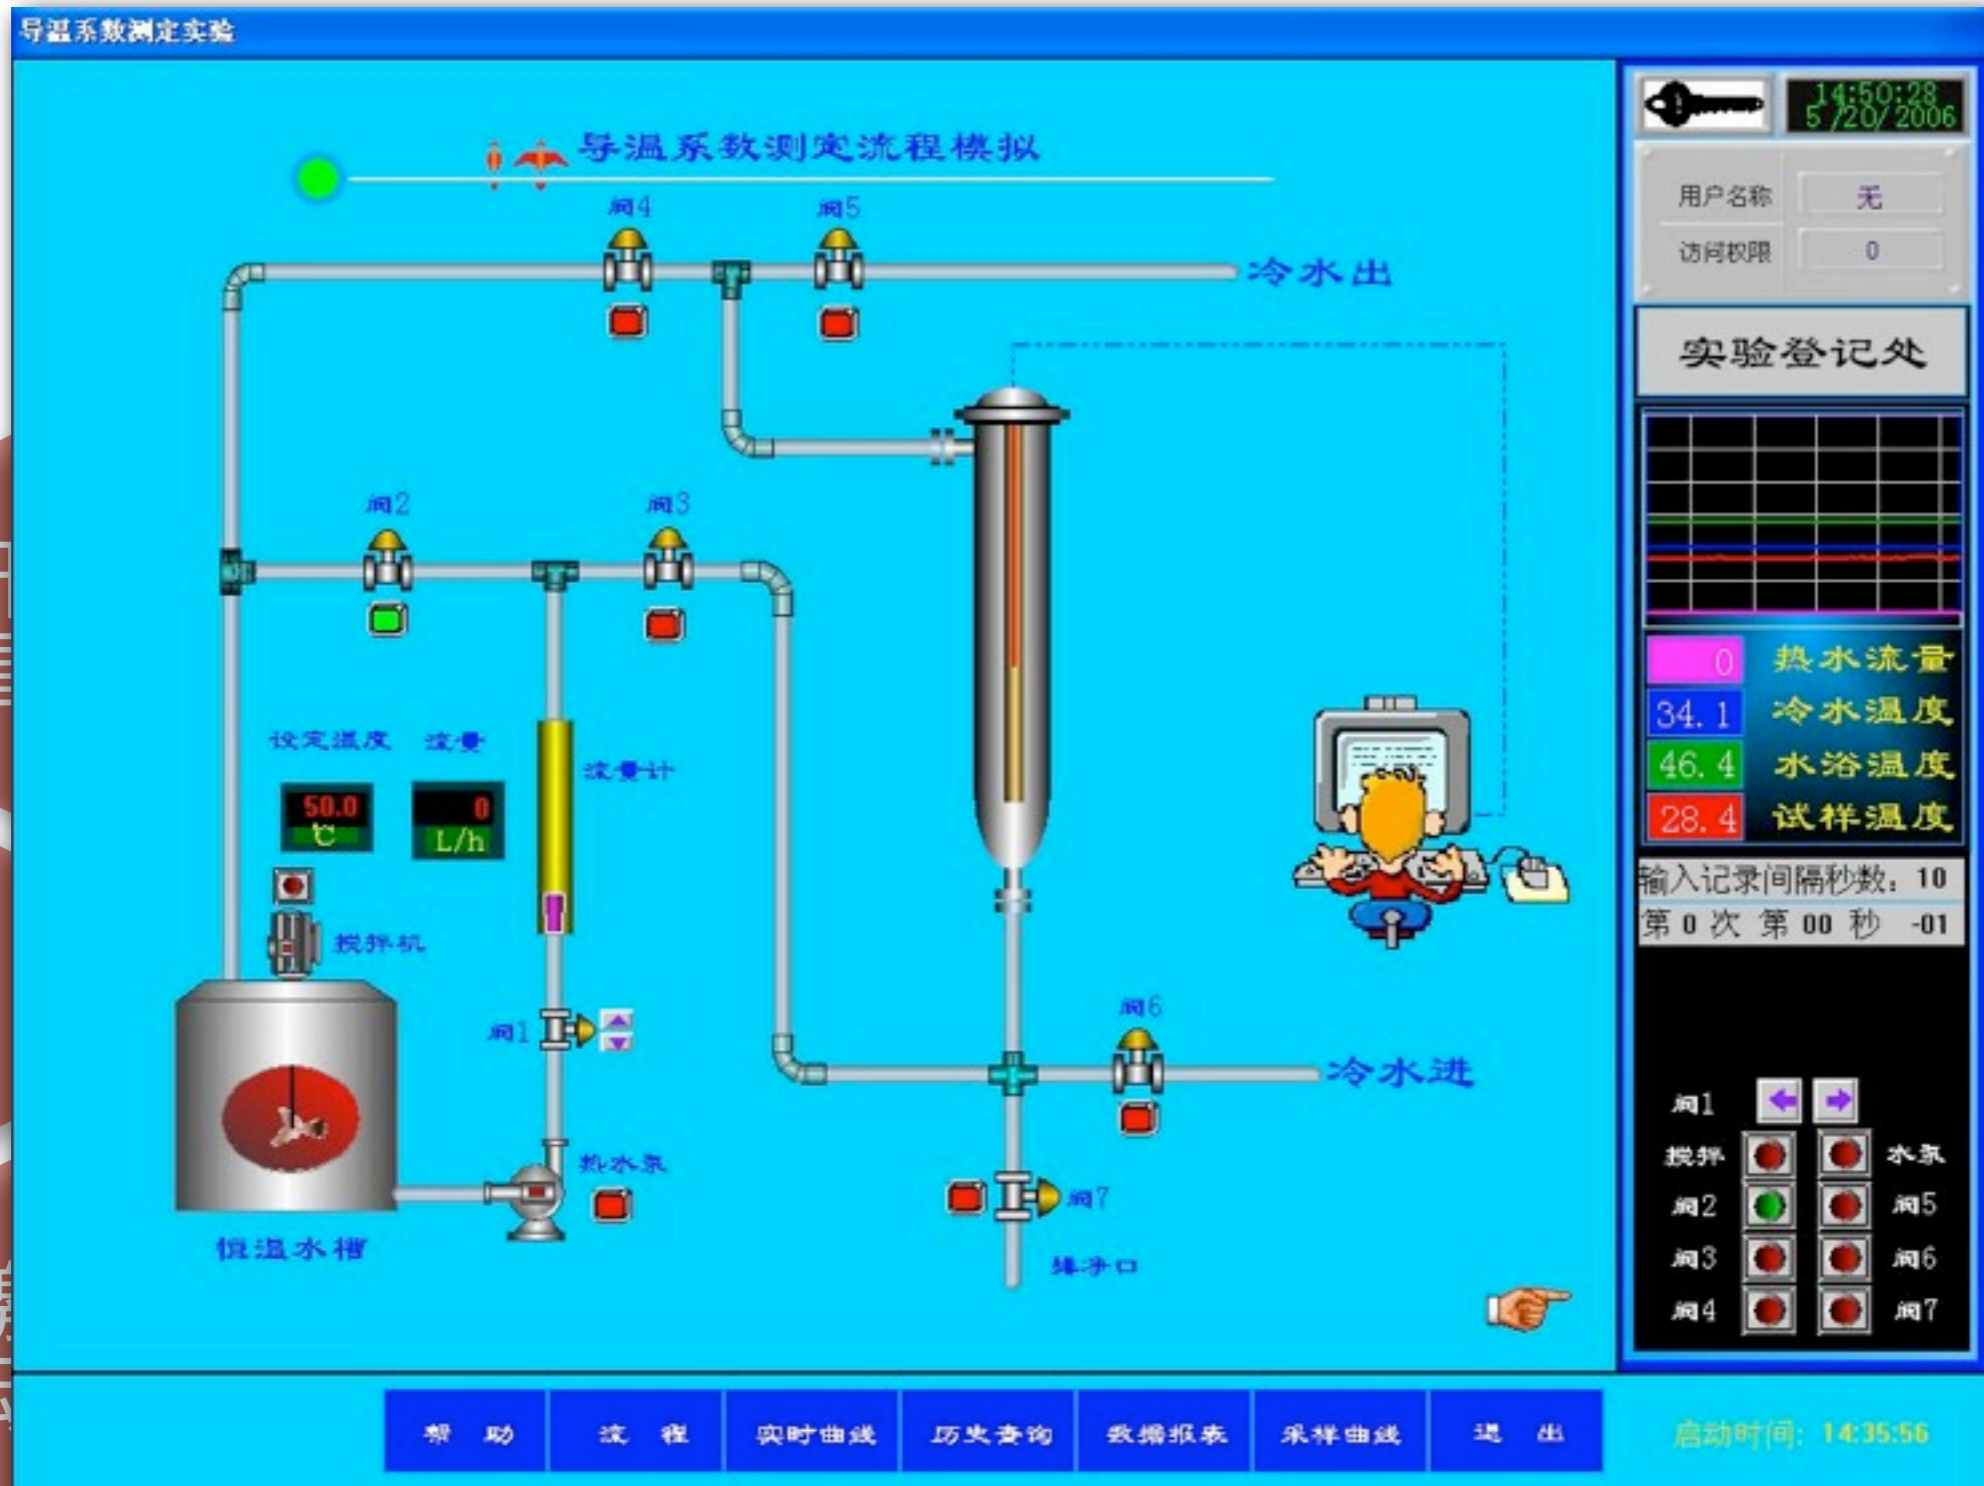 导温系数测定实验
导温系数测定流程模拟
阀4
阀5
冷水出
阀2
阀3
设定温度
流量
50.0
℃
0
L/h
流量计
搅拌机
阀1
热水泵
恒温水槽
阀6
冷水进
阀7
排净口
14:50:28
5/20/2006
用户名称 无
访问权限 0
实验登记处
0 热水流量
34.1 冷水温度
46.4 水浴温度
28.4 试样温度
输入记录间隔秒数: 10
第 0 次 第 00 秒 -01
阀1
搅拌 水泵
阀2 阀5
阀3 阀6
阀4 阀7
帮 助
流 程
实时曲线
历史查询
数据报表
采样曲线
退 出
启动时间: 14:35:56